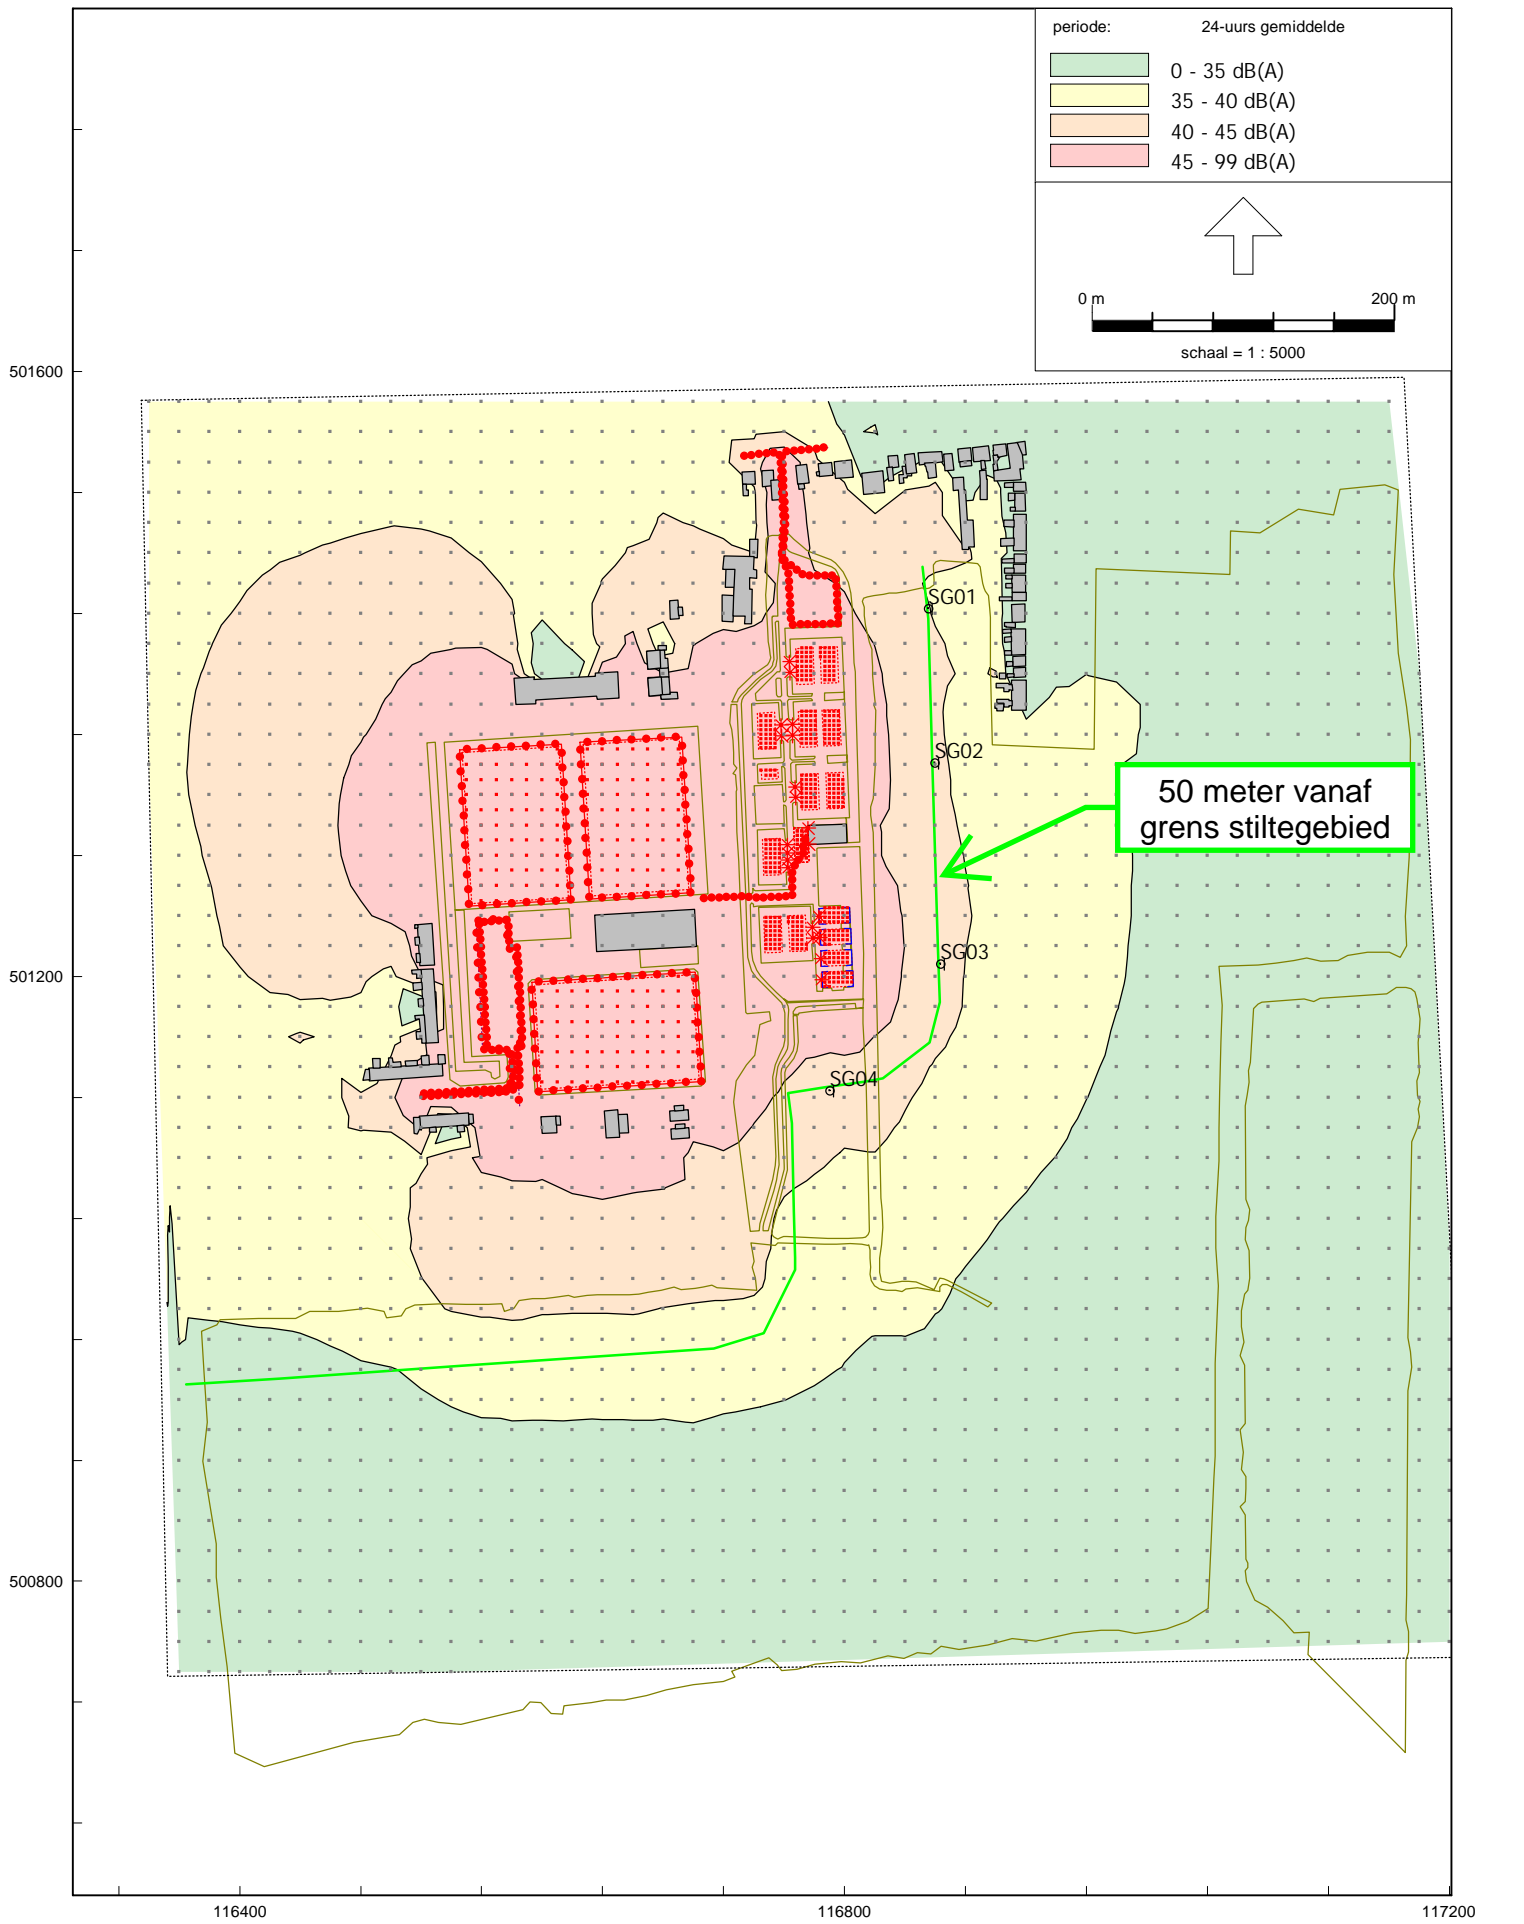 periode: 24-uurs gemiddelde
0 - 35 dB(A)
35 - 40 dB(A)
40 - 45 dB(A)
45 - 99 dB(A)
0 m 200 m
schaal = 1 : 5000
501600
SG01
SG02
50 meter vanaf
grens stiltegebied
SG03
501200
SG04
500800
116400 116800 117200